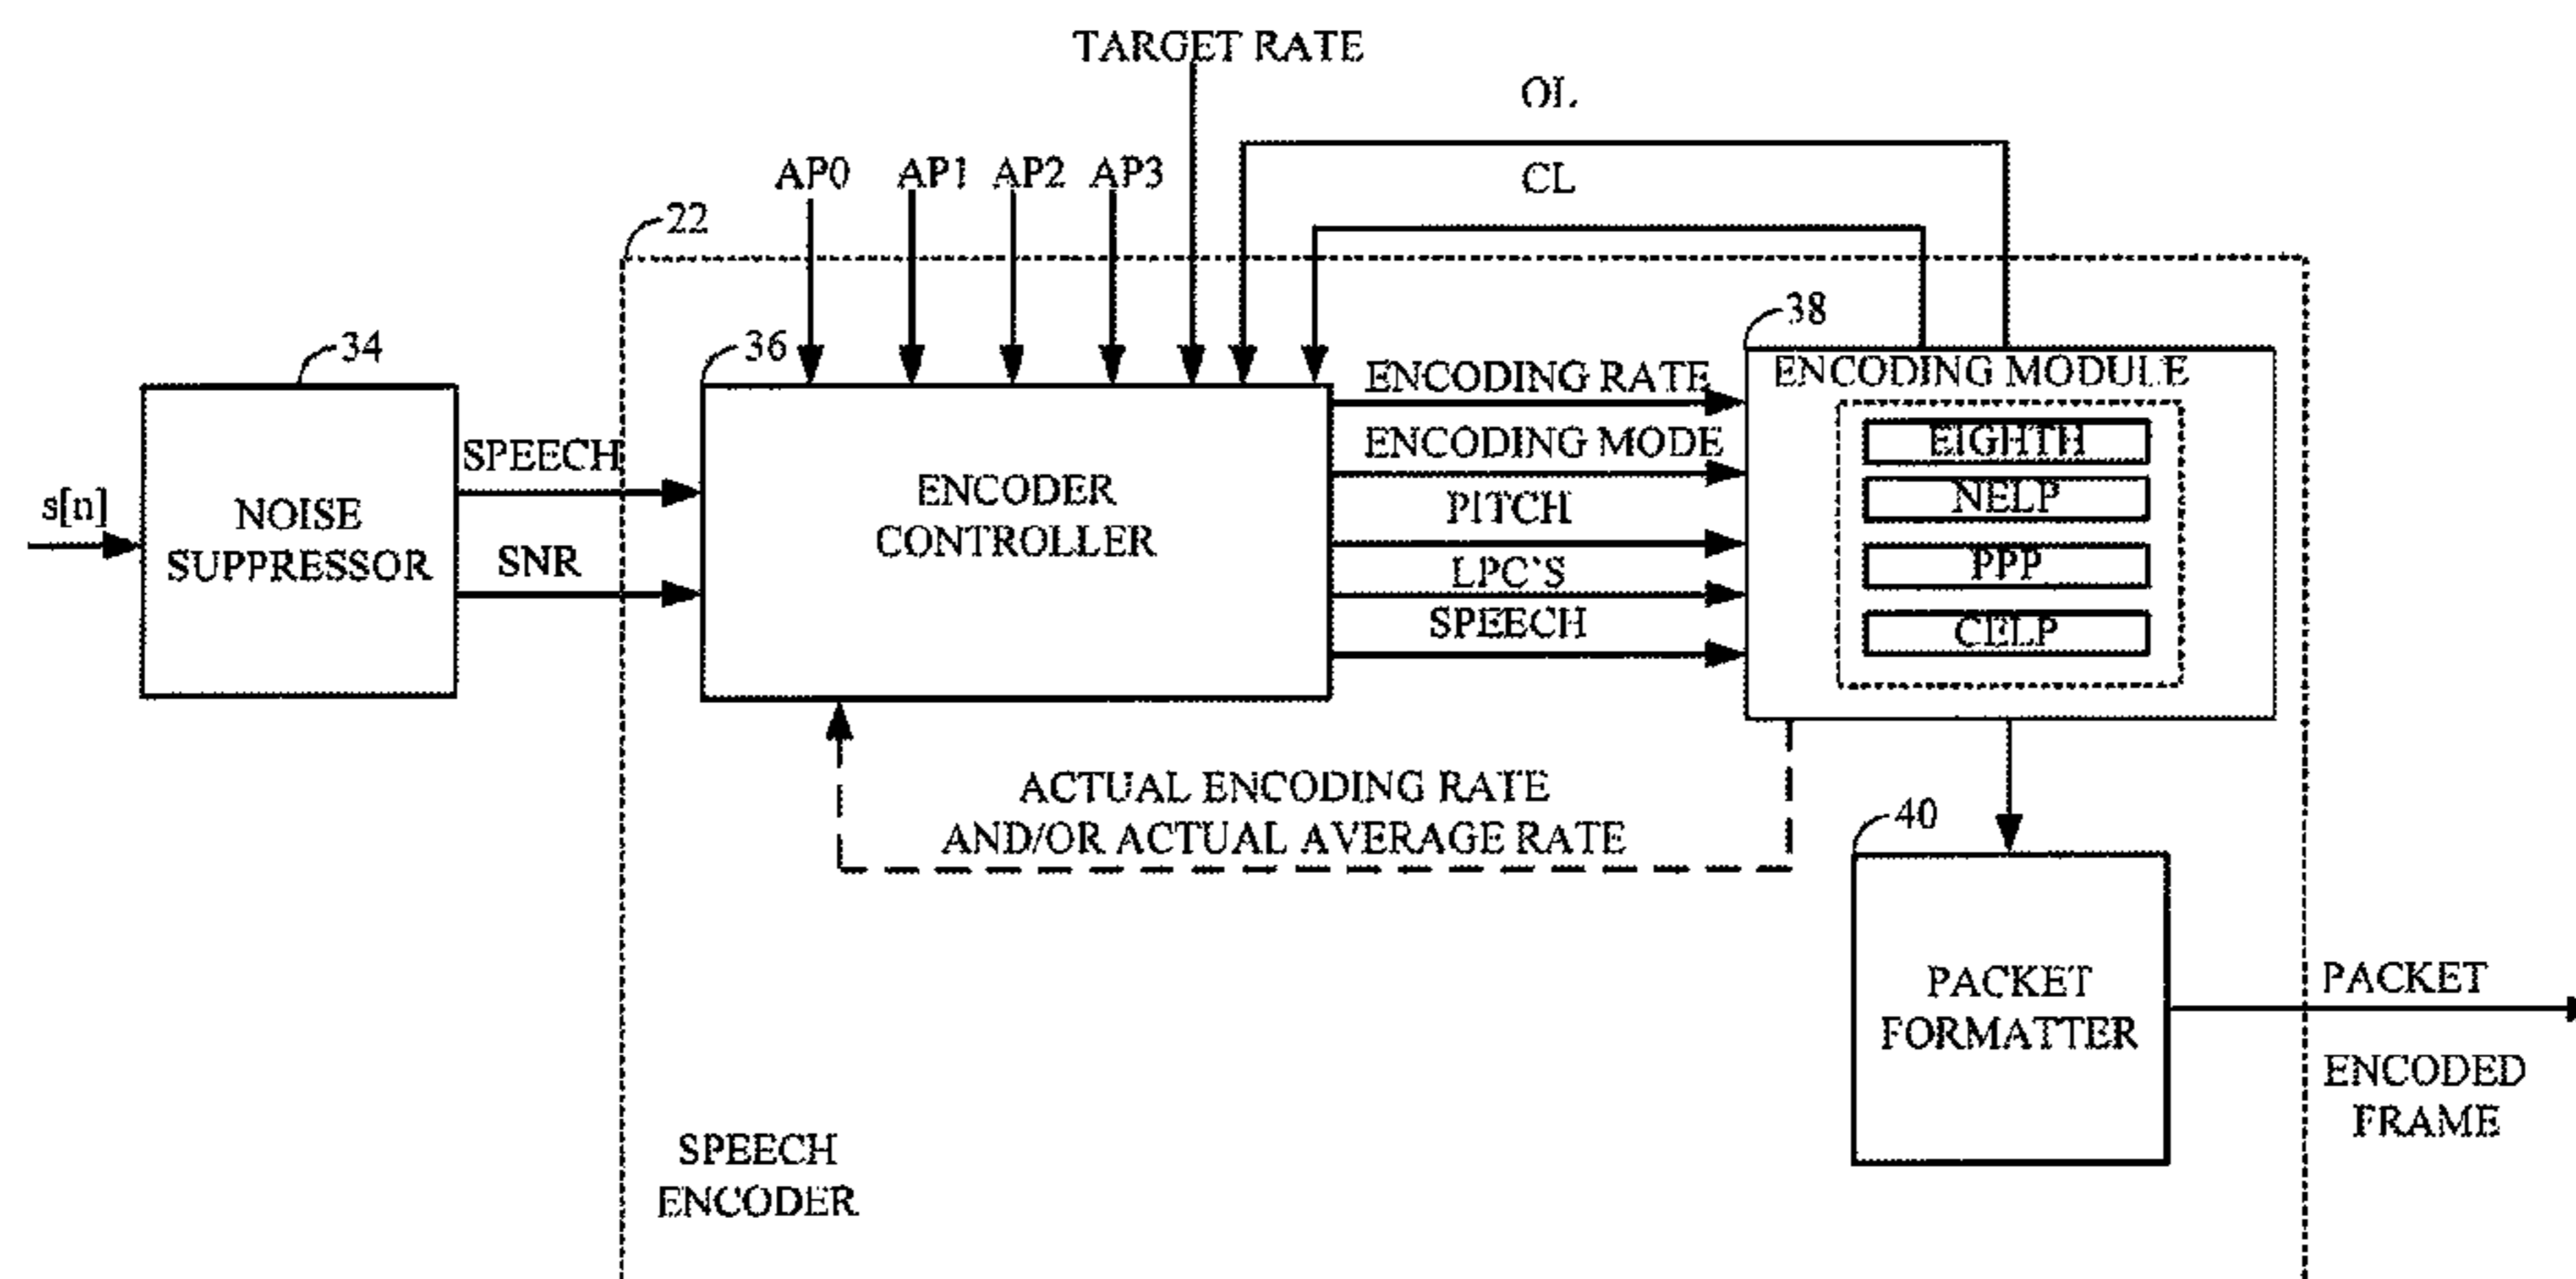 TARGET RATE
OL
AP0 AP1 AP2 AP3
CL
22
34
36
38
ENCODING RATE
ENCODING MODULE
EIGHTH
SPEECH
ENCODING MODE
s[n]
NOISE
SUPPRESSOR
ENCODER
CONTROLLER
PITCH
NELP
SNR
LPC'S
PPP
SPEECH
CELP
ACTUAL ENCODING RATE
AND/OR ACTUAL AVERAGE RATE
40
PACKET
FORMATTER
PACKET
ENCODED
FRAME
SPEECH
ENCODER